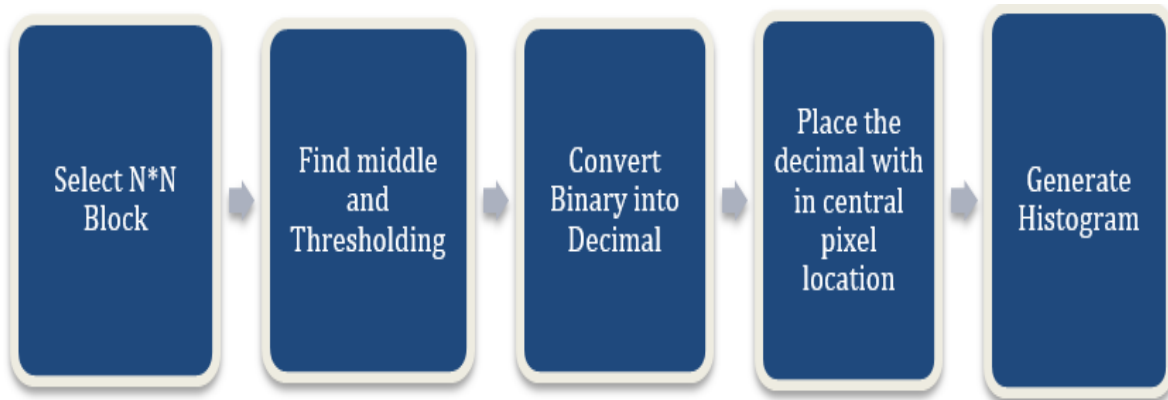 Select N*N
Block
Find middle
and
Thresholding
Convert
Binary into
Decimal
Place the
decimal with
in central
pixel
location
Generate
Histogram